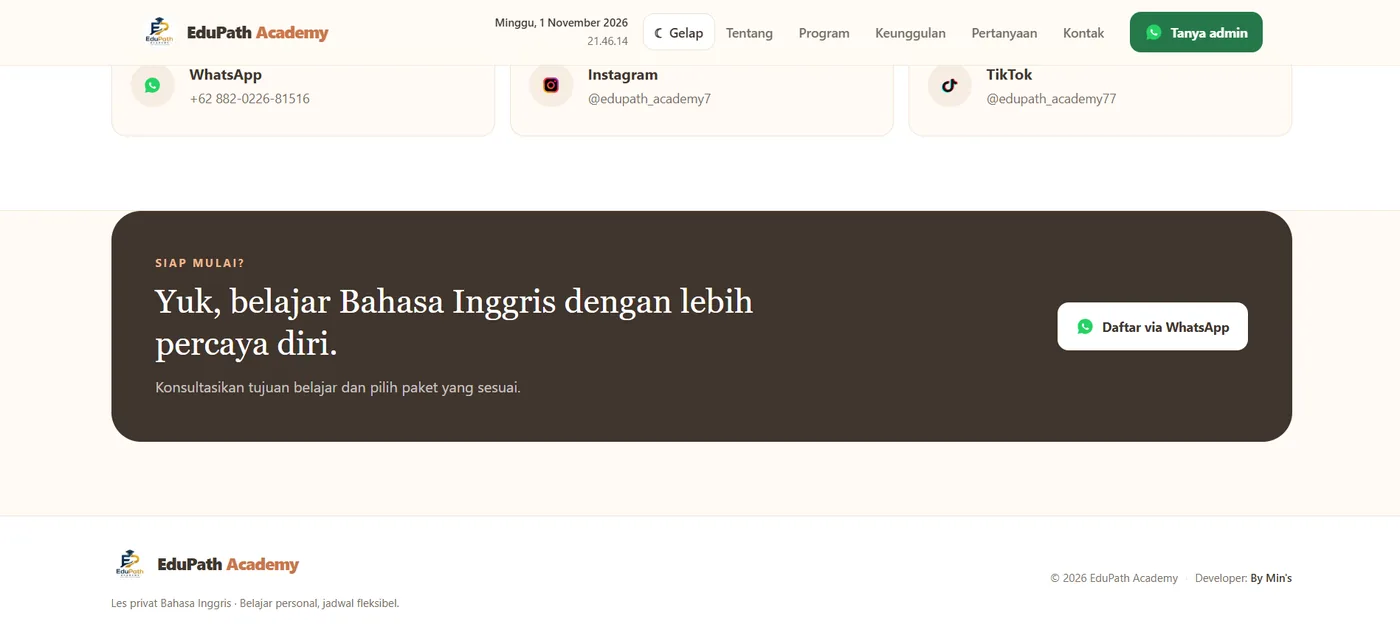 EduPath Academy
Minggu, 1 November 2026
21.46.14
Gelap
Tentang
Program
Keunggulan
Pertanyaan
Kontak
Tanya admin
WhatsApp
+62 882-0226-81516
Instagram
@edupath_academy7
TikTok
@edupath_academy77
SIAP MULAI?
Yuk, belajar Bahasa Inggris dengan lebih
percaya diri.
Konsultasikan tujuan belajar dan pilih paket yang sesuai.
Daftar via WhatsApp
EduPath
EduPath Academy
Les privat Bahasa Inggris · Belajar personal, jadwal fleksibel.
© 2026 EduPath Academy · Developer: By Min's